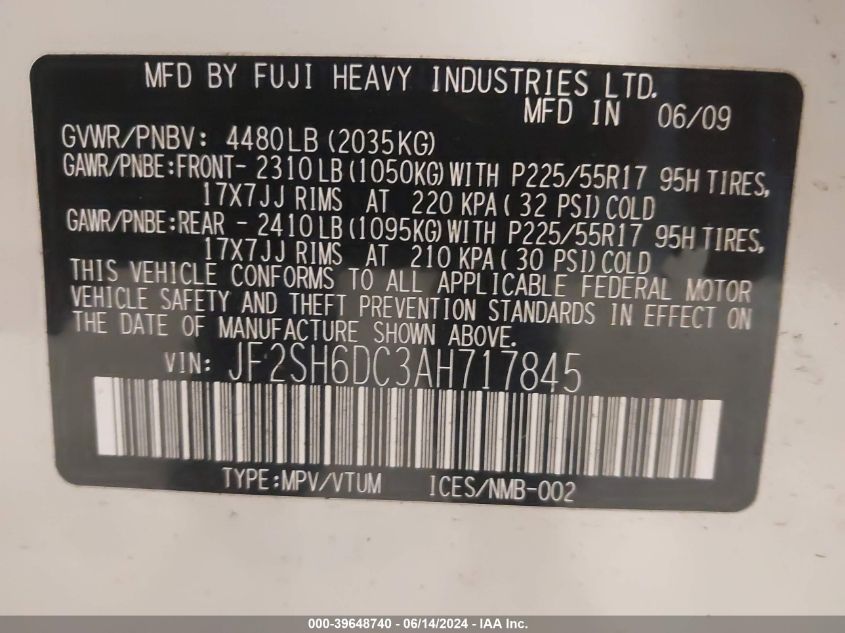 MFD BY FUJI HEAVY INDUSTRIES LTD.
MFD IN 06/09
GVWR/PNBV: 4480LB (2035KG)
GAWR/PNBE:FRONT- 2310LB(1050KG)WITH P225/55R17 95H TIRES,
17X7JJ RIMS AT 220 KPA( 32 PSI)COLD
GAWR/PNBE:REAR - 2410LB(1095KG)WITH P225/55R17 95H TIRES,
17X7JJ RIMS AT 210 KPA( 30 PSI)COLD
THIS VEHICLE CONFORMS TO ALL APPLICABLE FEDERAL MOTOR
VEHICLE SAFETY AND THEFT PREVENTION STANDARDS IN EFFECT ON
THE DATE OF MANUFACTURE SHOWN ABOVE.
VIN: JF2SH6DC3AH717845
TYPE:MPV/VTUM ICES/NMB-002
000-39648740 - 06/14/2024 - IAA Inc.